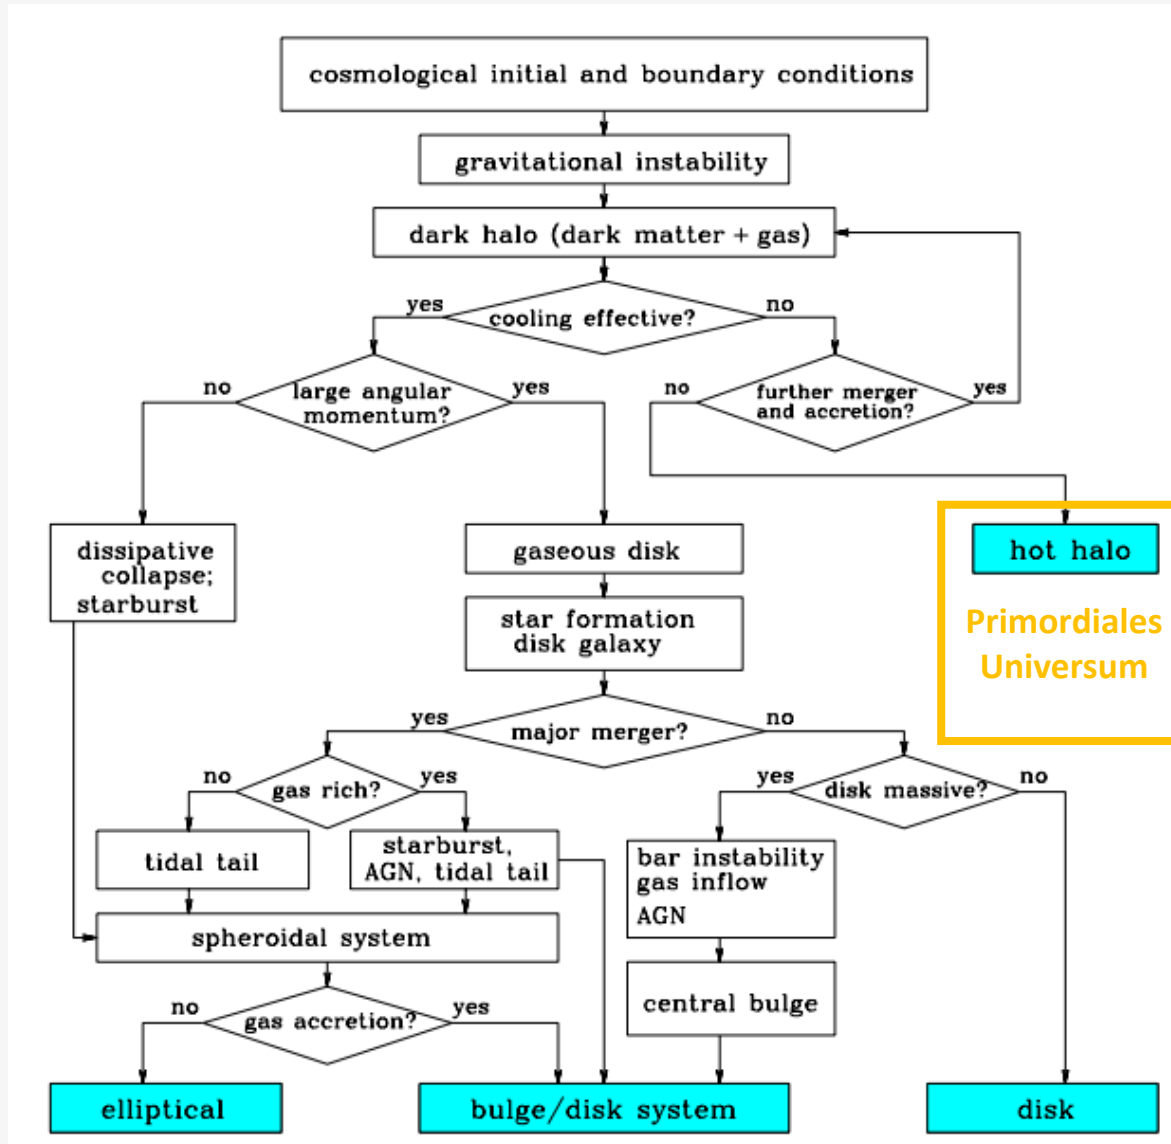 cosmological initial and boundary conditions
gravitational instability
dark halo (dark matter + gas)
yes
no
cooling effective?
no
large angular
momentum?
yes
no
further merger
and accretion?
yes
dissipative
collapse;
starburst
gaseous disk
hot halo
Primordiales
Universum
star formation
disk galaxy
yes
major merger?
no
no
gas rich?
yes
yes
disk massive?
no
tidal tail
starburst,
AGN, tidal tail
bar instability
gas inflow
AGN
spheroidal system
central bulge
no
gas accretion?
yes
elliptical
bulge/disk system
disk